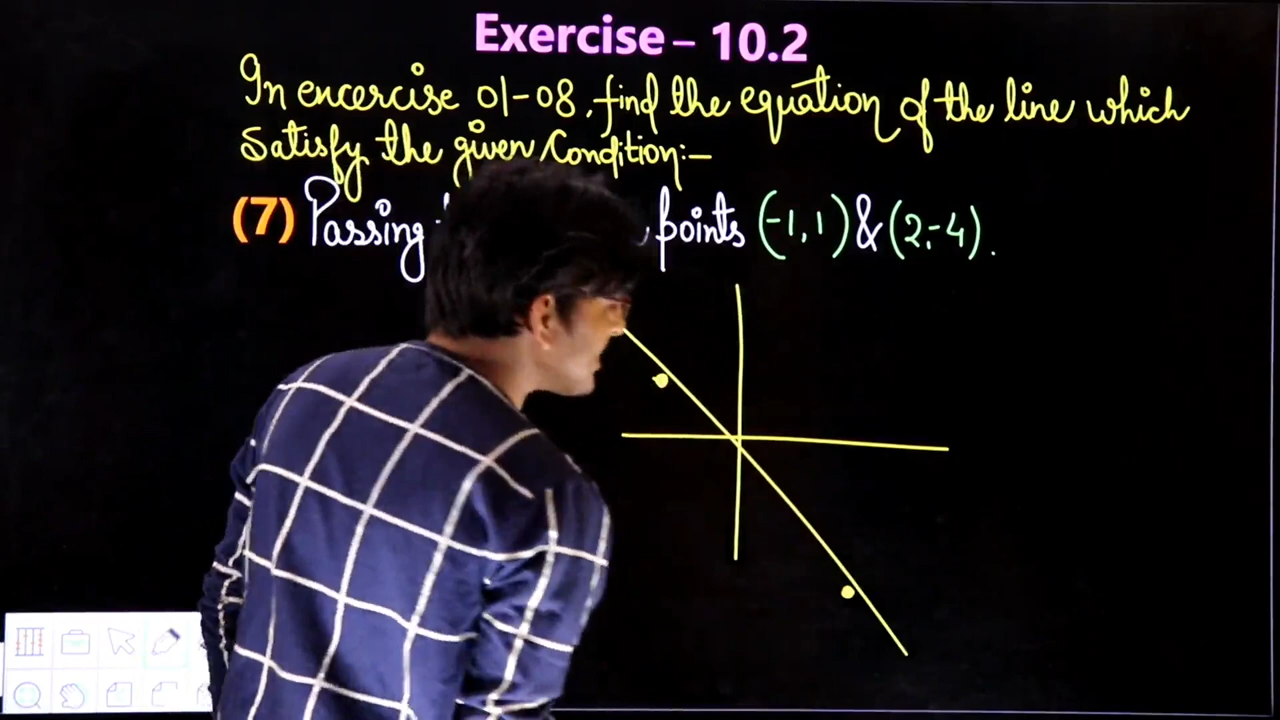 Exercise – 10.2
In excercise 01-08, find the equation of the line which
satisfy the given Condition:–
(7) Passing points (-1,1) & (2,-4).